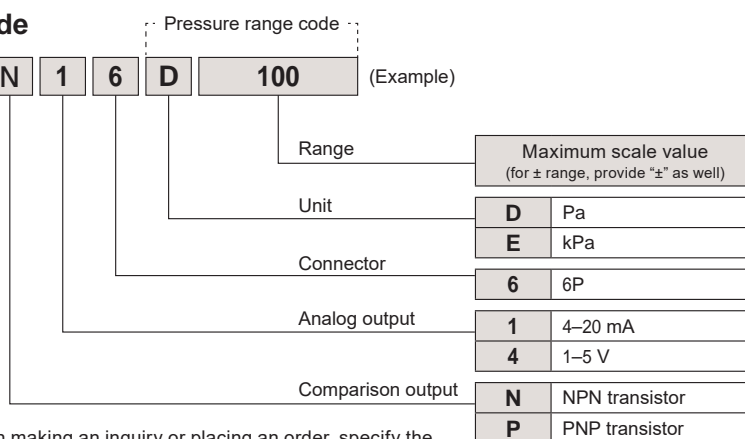 de
Pressure range code
N 1 6 D 100 (Example)
Range
Maximum scale value
(for ± range, provide “±” as well)
Unit
D Pa
E kPa
Connector
6 6P
Analog output
1 4–20 mA
4 1–5 V
Comparison output
N NPN transistor
P PNP transistor
making an inquiry or placing an order, specify the